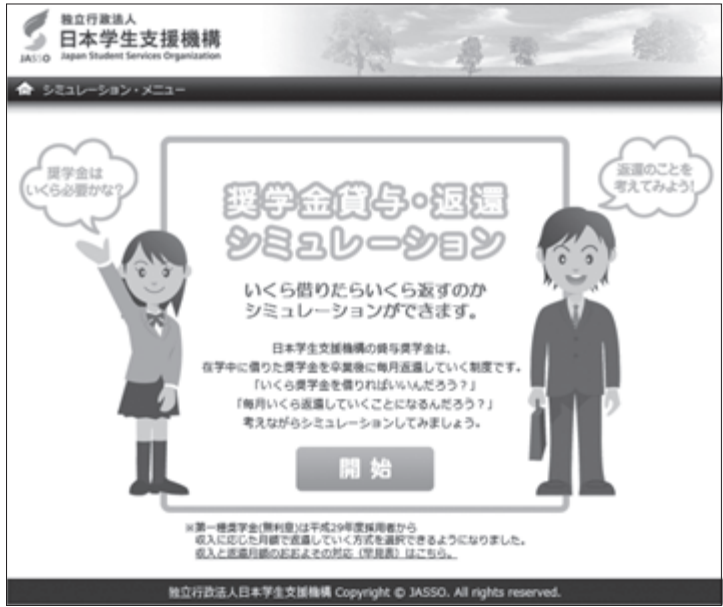 独立行政法人
日本学生支援機構
JASSO Japan Student Services Organization
シミュレーション・メニュー
奨学金は
いくら必要かな?
返還のことを
考えてみよう!
奨学金貸与・返還
シミュレーション
いくら借りたらいくら返すのか
シミュレーションができます。
日本学生支援機構の貸与奨学金は、
在学中に借りた奨学金を卒業後に毎月返還していく制度です。
「いくら奨学金を借りればいいんだろう?」
「毎月いくら返還していくことになるんだろう?」
考えながらシミュレーションしてみましょう。
開始
※第一種奨学金(無利息)は平成29年度採用者から
収入に応じた月額で返還していく方式を選択できるようになりました。
収入と返還月額のおおよその対応（早見表）はこちら。
独立行政法人日本学生支援機構 Copyright © JASSO. All rights reserved.